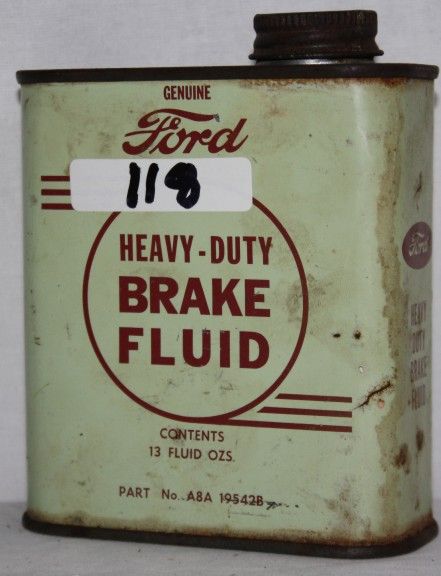 GENUINE
Ford
118
HEAVY-DUTY
BRAKE
FLUID
CONTENTS
13 FLUID OZS.
PART No. A8A 19542B
Ford
HEAVY
DUTY
BRAKE
FLUID